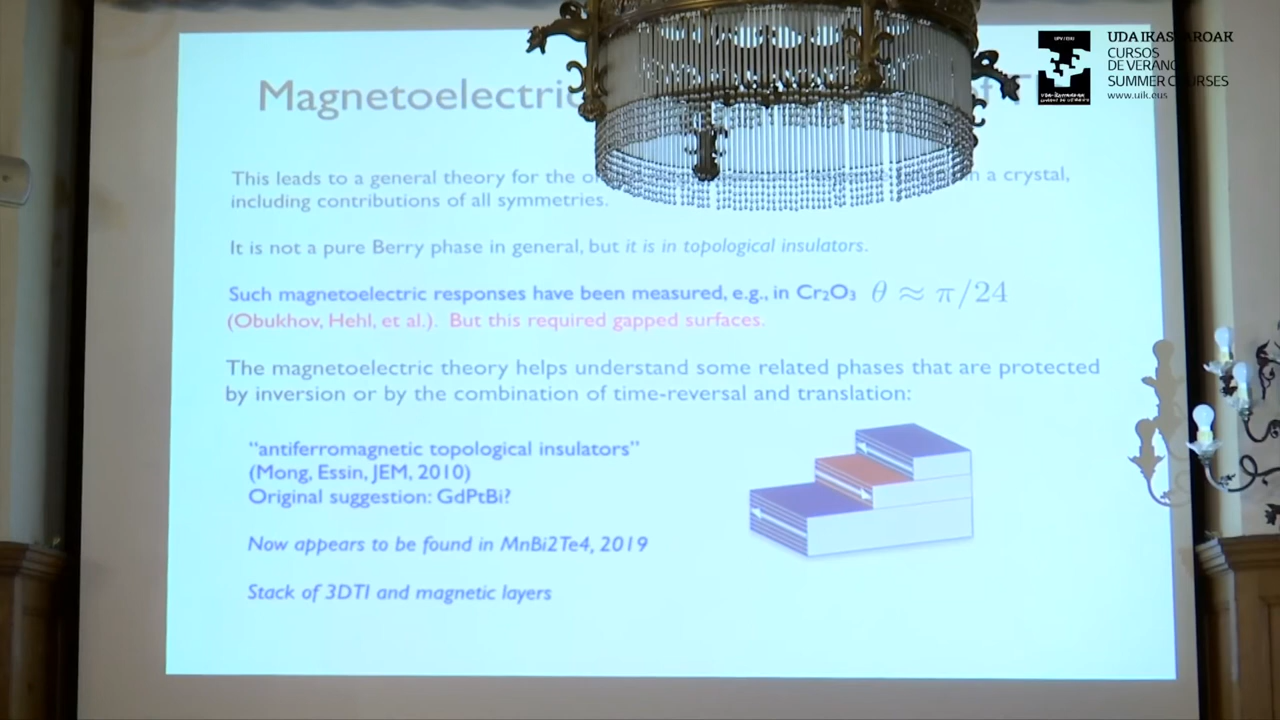 Magnetoelectric
of
This leads to a general theory for the in a crystal,
including contributions of all symmetries.
It is not a pure Berry phase in general, but it is in topological insulators.
Such magnetoelectric responses have been measured, e.g., in Cr₂O₃ θ ≈ π/24
(Obukhov, Hehl, et al.). But this required gapped surfaces.
The magnetoelectric theory helps understand some related phases that are protected
by inversion or by the combination of time-reversal and translation:
“antiferromagnetic topological insulators”
(Mong, Essin, JEM, 2010)
Original suggestion: GdPtBi?
Now appears to be found in MnBi2Te4, 2019
Stack of 3DTI and magnetic layers
UDA IKASTAROAK
CURSOS
DE VERANO
SUMMER COURSES
www.uik.eus